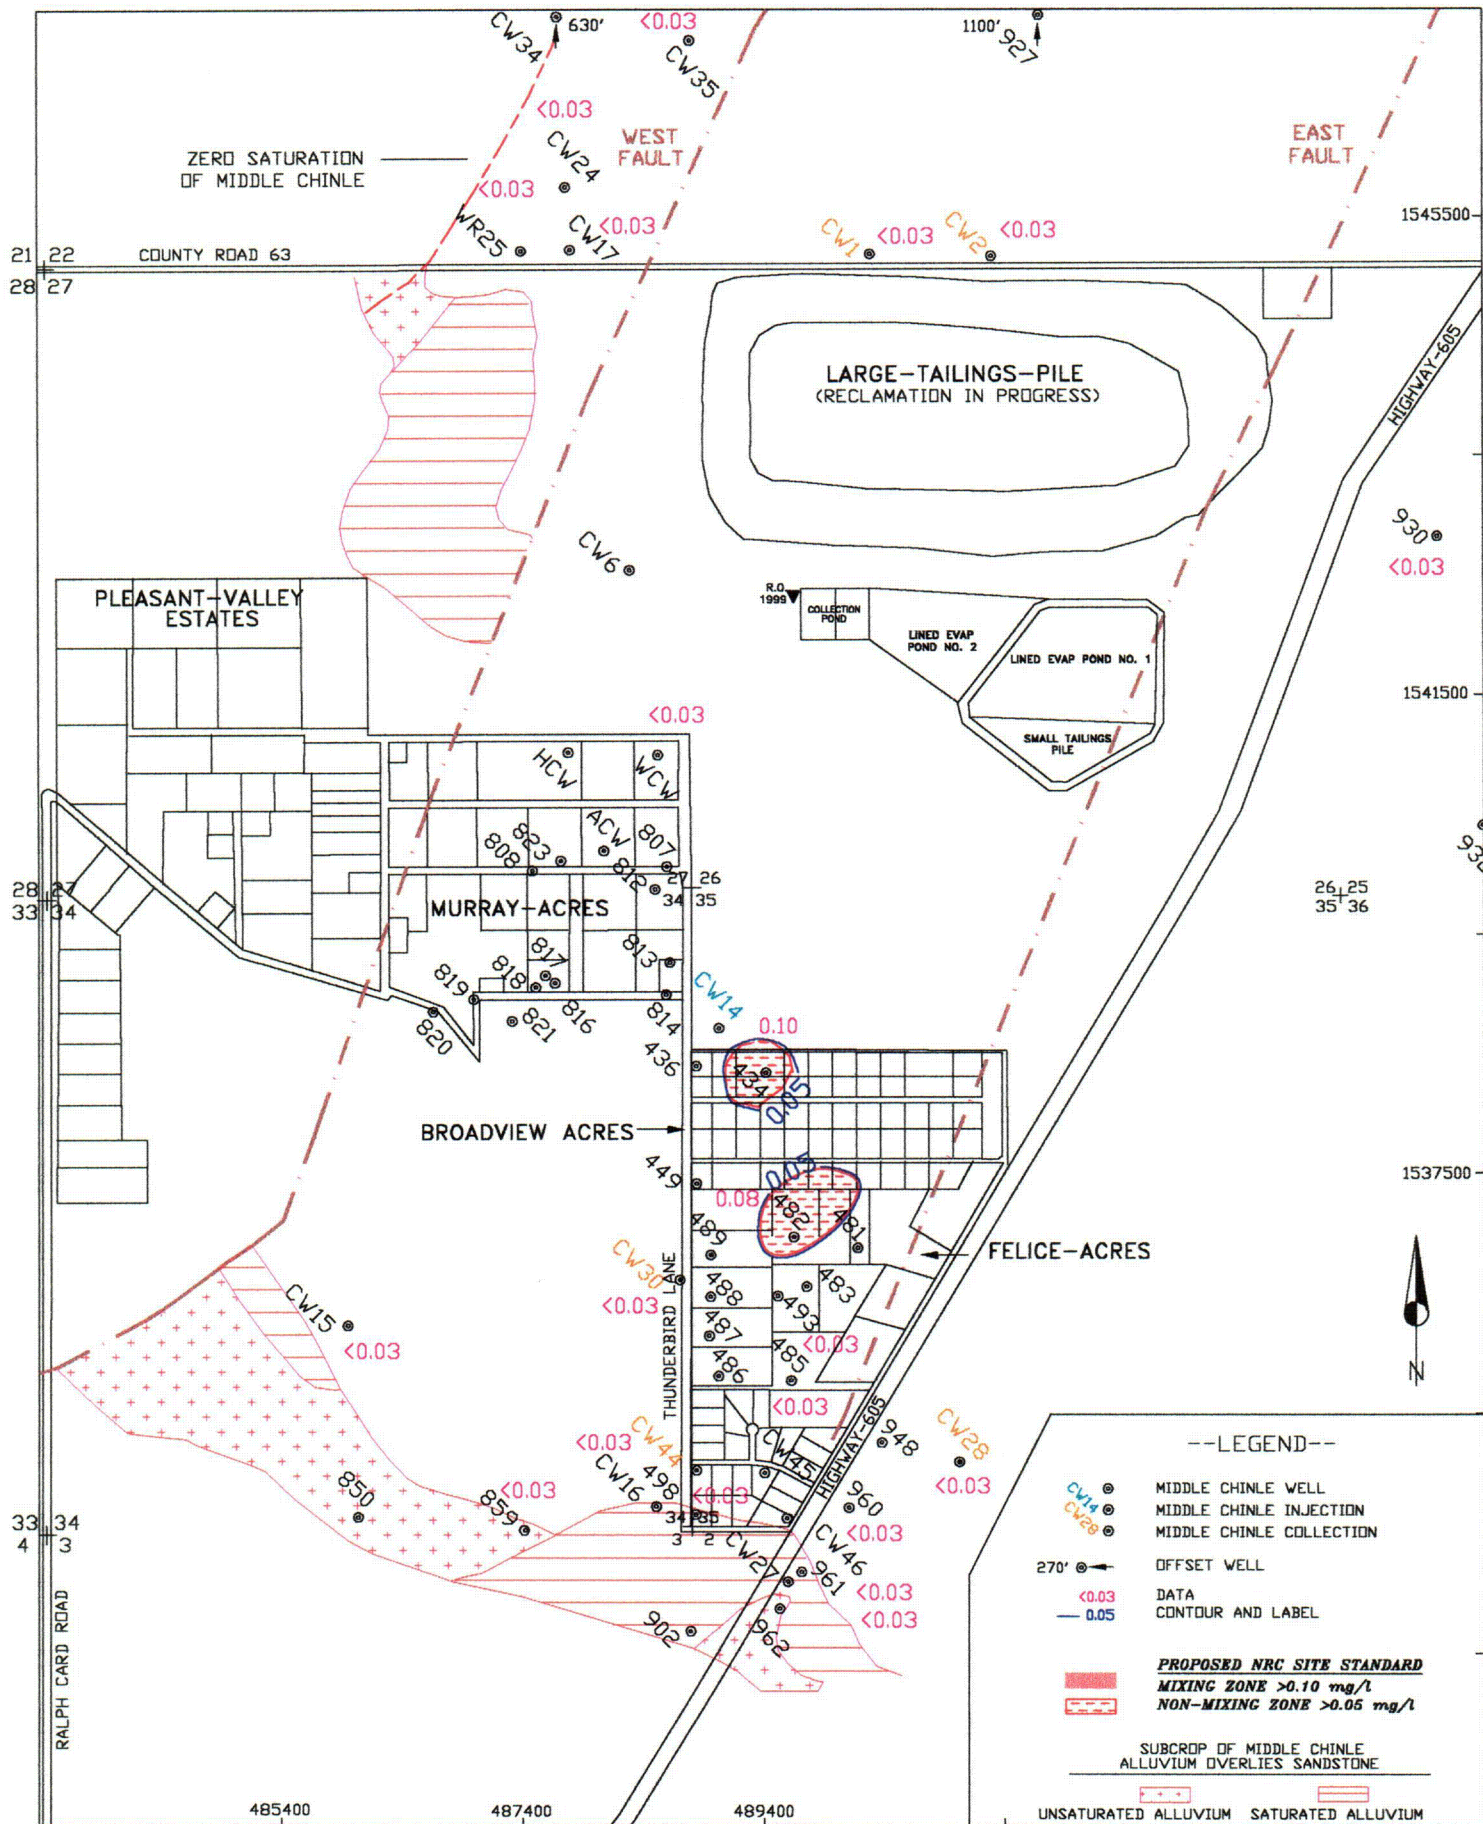 CW34
630'
<0.03
CW35
1100'
927
<0.03
WEST
FAULT
EAST
FAULT
ZERO SATURATION
OF MIDDLE CHINLE
CW24
<0.03
WR25
<0.03
CW17
CW1
<0.03
CW2
<0.03
1545500
21 22
28 27
COUNTY ROAD 63
HIGHWAY-605
LARGE-TAILINGS-PILE
(RECLAMATION IN PROGRESS)
930
<0.03
CW6
PLEASANT-VALLEY
ESTATES
R.O.
1999
COLLECTION
POND
LINED EVAP
POND NO. 2
LINED EVAP POND NO. 1
SMALL TAILINGS
PILE
1541500
<0.03
HCW
WCW
ACW
807
823
808
812
27 26
34 35
28 27
33 34
26 25
35 36
MURRAY-ACRES
817
813
818
819
816
814
820
821
CW14
0.10
436
434
0.05
BROADVIEW ACRES
449
0.05
0.08
482
481
489
1537500
FELICE-ACRES
CW30
<0.03
488
493
483
487
<0.03
486
485
THUNDERBIRD LANE
CW15
<0.03
<0.03
<0.03
CW44
CW45
HIGHWAY-605
948
CW28
<0.03
CW16
498
<0.03
850
859
<0.03
960
<0.03
33 34
4 3
34 35
3 2
CW27
CW46
961
<0.03
<0.03
902
962
RALPH CARD ROAD
485400
487400
489400
N
--LEGEND--
MIDDLE CHINLE WELL
CW14 MIDDLE CHINLE INJECTION
CW28 MIDDLE CHINLE COLLECTION
270' OFFSET WELL
<0.03 DATA
0.05 CONTOUR AND LABEL
PROPOSED NRC SITE STANDARD
MIXING ZONE >0.10 mg/l
NON-MIXING ZONE >0.05 mg/l
SUBCROP OF MIDDLE CHINLE
ALLUVIUM OVERLIES SANDSTONE
UNSATURATED ALLUVIUM SATURATED ALLUVIUM